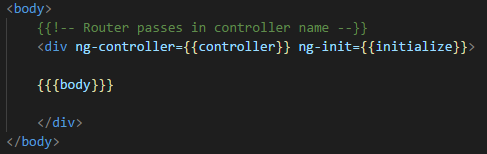 <body>
{{!-- Router passes in controller name --}}
<div ng-controller={{controller}} ng-init={{initialize}}>
{{{body}}}
</div>
</body>